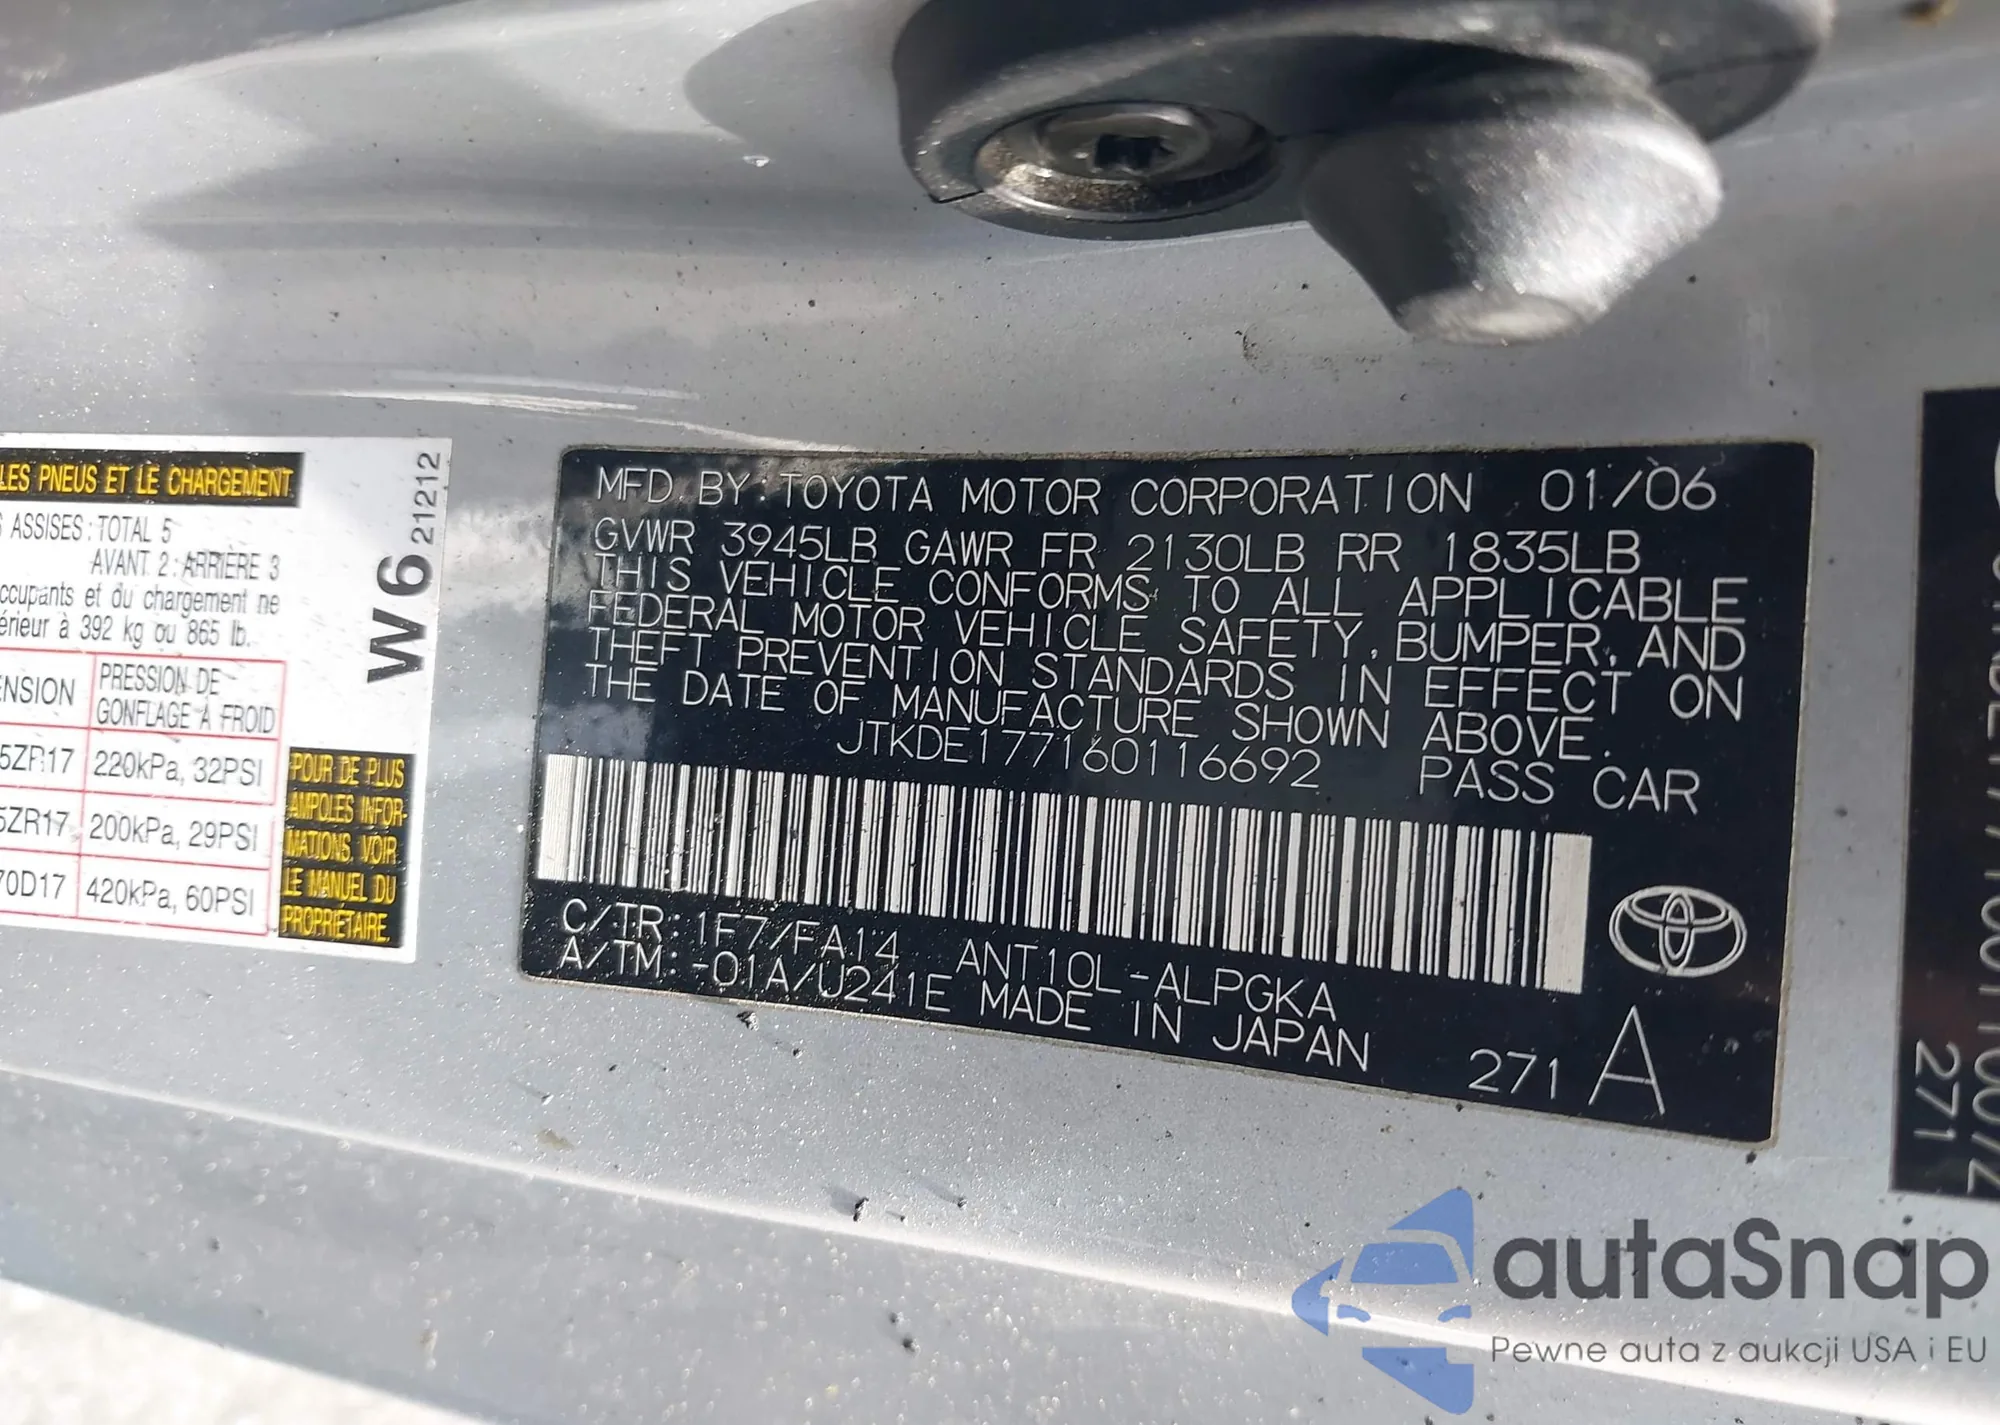 LES PNEUS ET LE CHARGEMENT
ASSISES : TOTAL 5
AVANT 2 : ARRIÈRE 3
occupants et du chargement ne
érieur à 392 kg ou 865 lb.
ENSION PRESSION DE
GONFLAGE À FROID
5ZR17 220kPa, 32PSI
5ZR17 200kPa, 29PSI
70D17 420kPa, 60PSI
POUR DE PLUS
AMPOLES INFOR-
MATIONS, VOIR
LE MANUEL DU
PROPRIÉTAIRE.
W6 21212
MFD. BY: TOYOTA MOTOR CORPORATION 01/06
GVWR 3945LB GAWR FR 2130LB RR 1835LB
THIS VEHICLE CONFORMS TO ALL APPLICABLE
FEDERAL MOTOR VEHICLE SAFETY, BUMPER, AND
THEFT PREVENTION STANDARDS IN EFFECT ON
THE DATE OF MANUFACTURE SHOWN ABOVE.
JTKDE177160116692 PASS CAR
C/TR: 1F7/FA14 ANT10L-ALPGKA
A/TM: -01A/U241E MADE IN JAPAN
271 A
271
autaSnap
Pewne auta z aukcji USA i EU